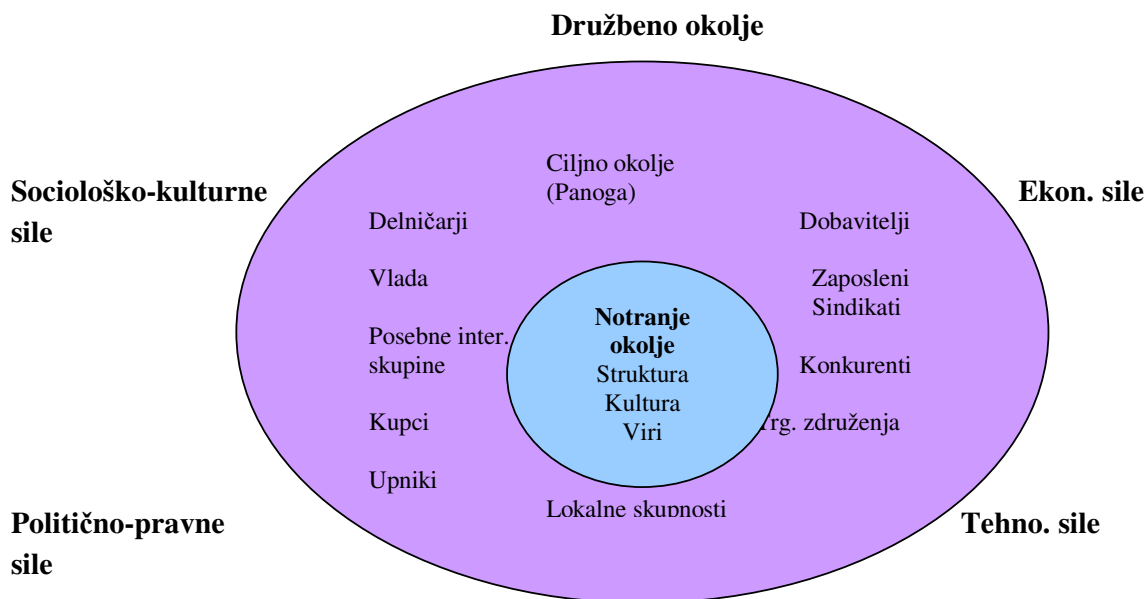 Družbeno okolje
Sociološko-kulturne
sile
Ekon. sile
Ciljno okolje
(Panoga)
Delničarji
Vlada
Posebne inter.
skupine
Kupci
Upniki
Dobavitelji
Zaposleni
Sindikati
Konkurenti
Trg. združenja
Notranje
okolje
Struktura
Kultura
Viri
Lokalne skupnosti
Politično-pravne
sile
Tehno. sile